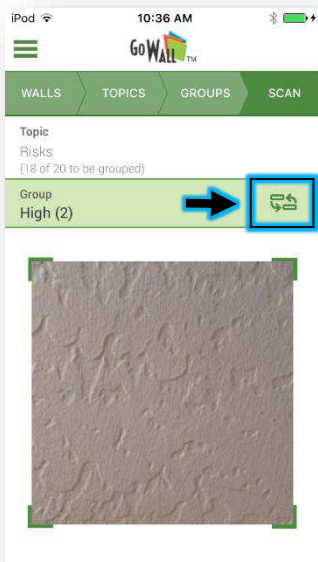 iPod 10:36 AM
GoWALL TM
WALLS TOPICS GROUPS SCAN
Topic
Risks
(18 of 20 to be grouped)
Group
High (2)